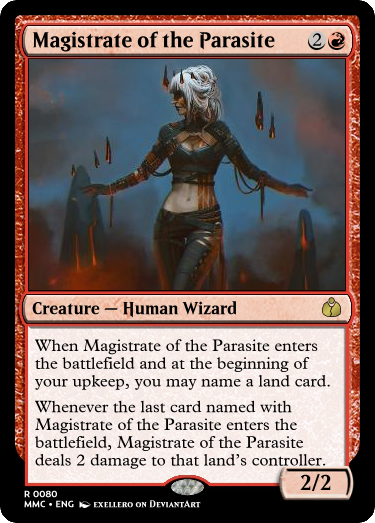 Magistrate of the Parasite 2
Creature — Human Wizard
When Magistrate of the Parasite enters
the battlefield and at the beginning of
your upkeep, you may name a land card.
Whenever the last card named with
Magistrate of the Parasite enters the
battlefield, Magistrate of the Parasite
deals 2 damage to that land's controller.
2/2
R 0080
MMC • ENG EXELLERO ON DEVIANTART